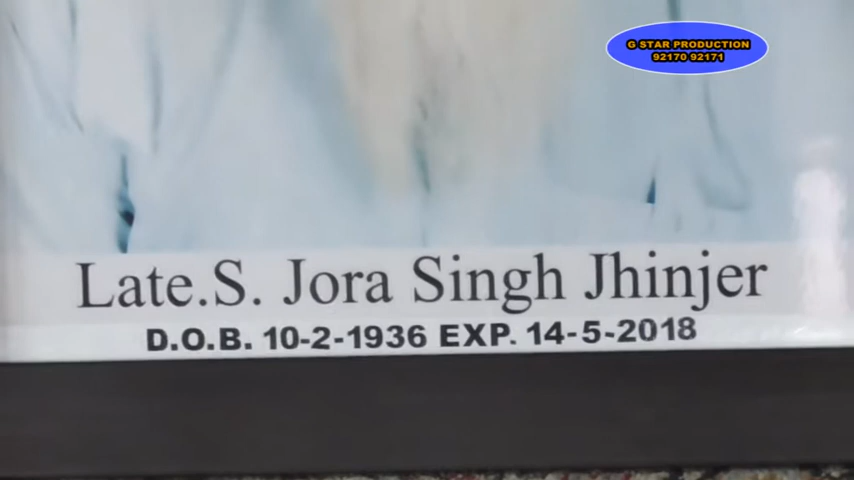 G STAR PRODUCTION
92170 92171
Late.S. Jora Singh Jhinjer
D.O.B. 10-2-1936 EXP. 14-5-2018